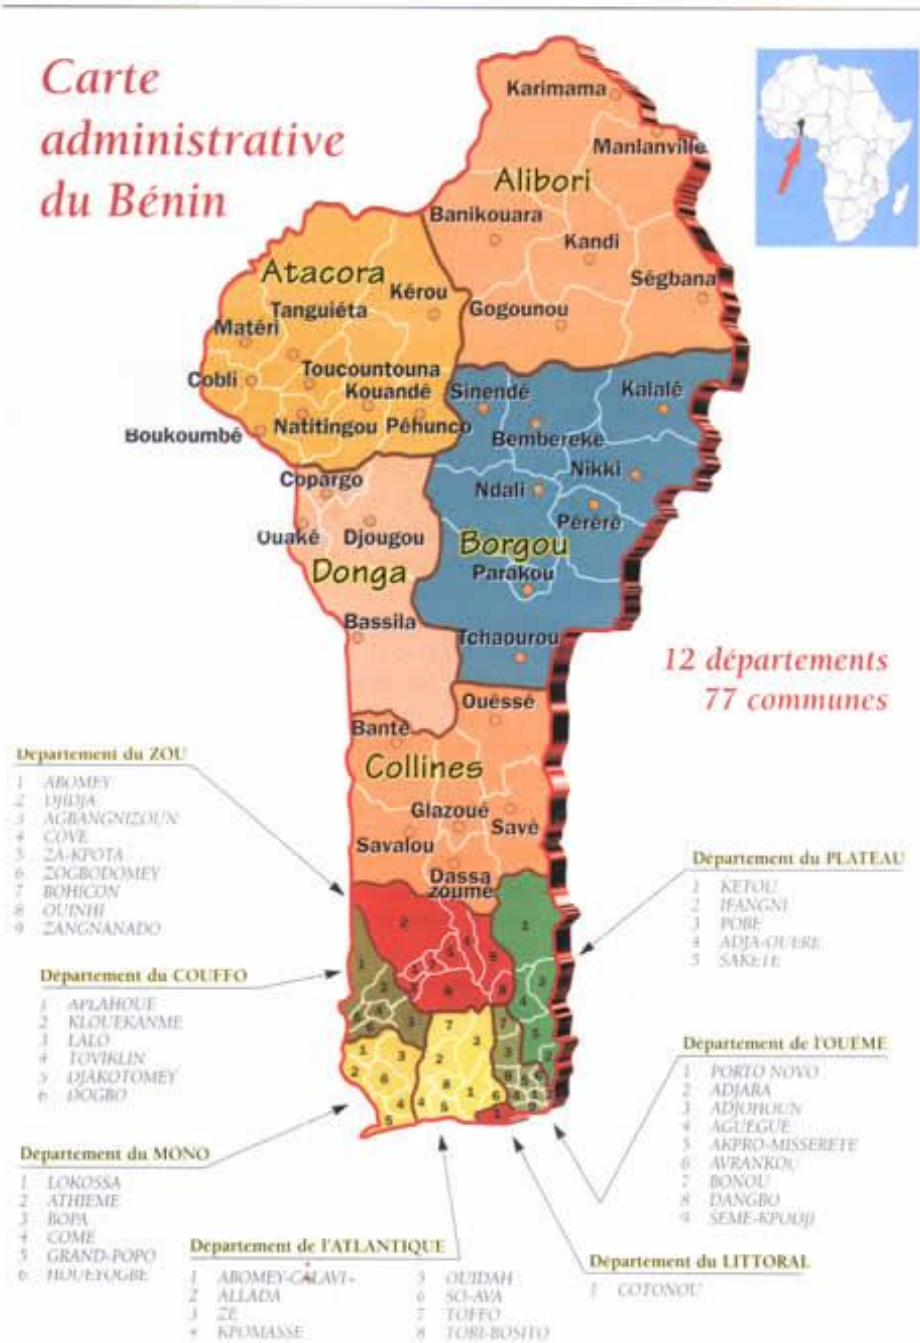 Carte
administrative
du Bénin
Karimama
Manlanville
Alibori
Banikouara
Kandi
Ségbana
Gogounou
Atacora
Kérou
Tanguiéta
Matéri
Toucountouna
Cobli
Kouandé
Natitingou
Péhunco
Boukoumbé
Sinendé
Kalalé
Bembereke
Nikki
Ndali
Pèrèrè
Borgou
Parakou
Tchaourou
Copargo
Ouaké
Djougou
Donga
Bassila
12 départements
77 communes
Ouèssè
Bantè
Collines
Glazoué
Savè
Savalou
Dassa
zoumé
Département du ZOU
1 ABOMEY
2 DJIDJA
3 AGBANGNIZOUN
4 COVE
5 ZA-KPOTA
6 ZOGBODOMEY
7 BOHICON
8 OUINHI
9 ZANGNANADO
Département du COUFFO
1 APLAHOUE
2 KLOUEKANME
3 LALO
4 TOVIKLIN
5 DJAKOTOMEY
6 DOGBO
Département du MONO
1 LOKOSSA
2 ATHIEME
3 BOPA
4 COME
5 GRAND-POPO
6 HOUEYOGBE
Département de l'ATLANTIQUE
1 ABOMEY-CALAVI
2 ALLADA
3 ZE
4 KPOMASSE
5 OUIDAH
6 SO-AVA
7 TOFFO
8 TORI-BOSITO
Département du LITTORAL
1 COTONOU
Département du PLATEAU
1 KETOU
2 IFANGNI
3 POBE
4 ADJA-OUERE
5 SAKETE
Département de l'OUEME
1 PORTO NOVO
2 ADJARA
3 ADJOHOUN
4 AGUEGUE
5 AKPRO-MISSERETE
6 AVRANKOU
7 BONOU
8 DANGBO
9 SEME-KPODJI